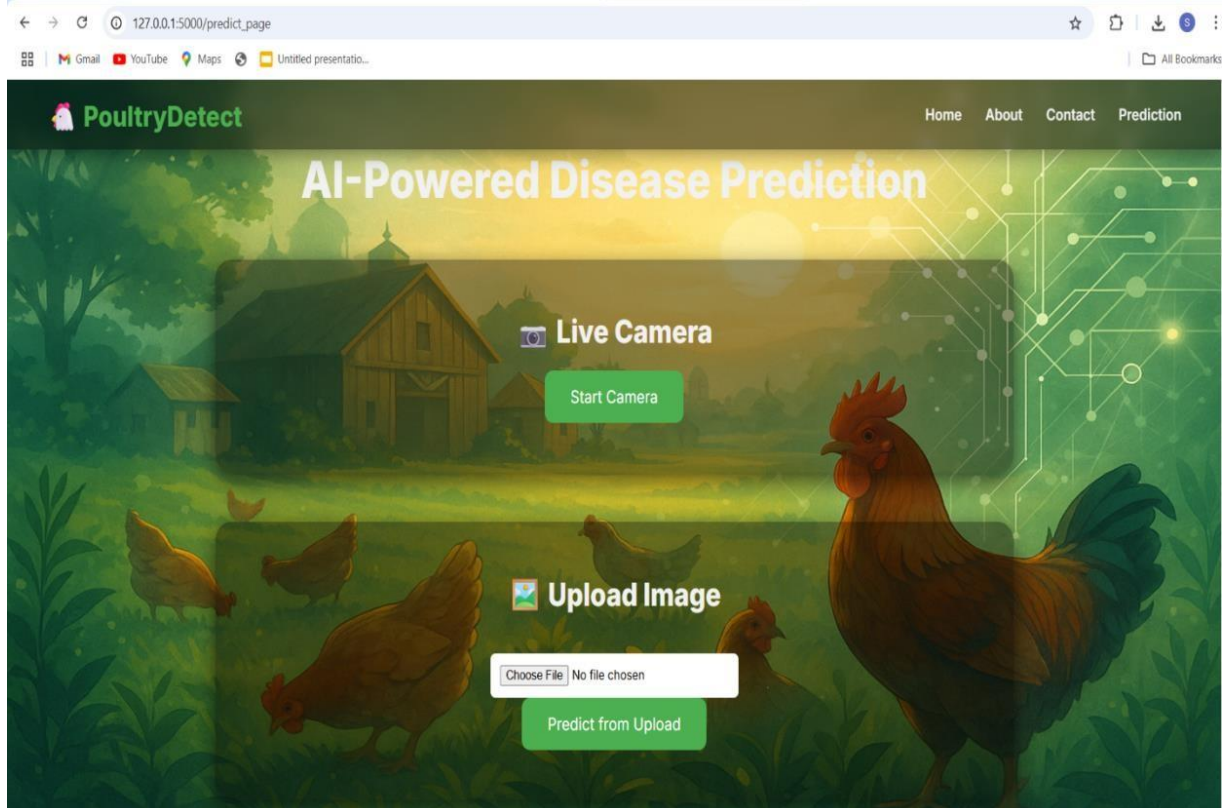 127.0.0.1:5000/predict_page
Gmail YouTube Maps Untitled presentatio... All Bookmarks
S
PoultryDetect Home About Contact Prediction
AI-Powered Disease Prediction
Live Camera
Start Camera
Upload Image
Choose File No file chosen
Predict from Upload